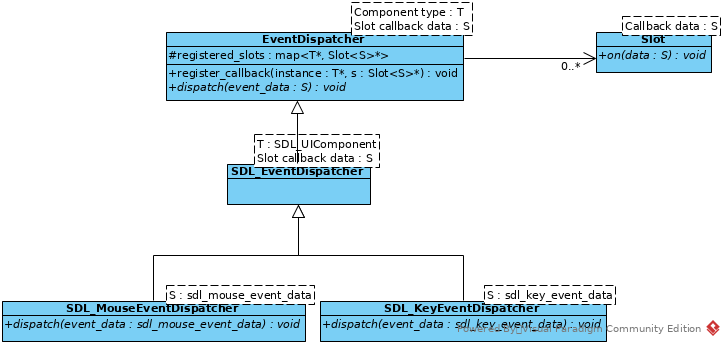 Component type : T
Slot callback data : S
EventDispatcher
#registered_slots : map<T*, Slot<S>*>
+register_callback(instance : T*, s : Slot<S>*) : void
+dispatch(event_data : S) : void
Callback data : S
Slot
+on(data : S) : void
0..*
T : SDL_UIComponent
Slot callback data : S
SDL_EventDispatcher
S : sdl_mouse_event_data
SDL_MouseEventDispatcher
+dispatch(event_data : sdl_mouse_event_data) : void
S : sdl_key_event_data
SDL_KeyEventDispatcher
+dispatch(event_data : sdl_key_event_data) : void
Powered By Visual Paradigm Community Edition